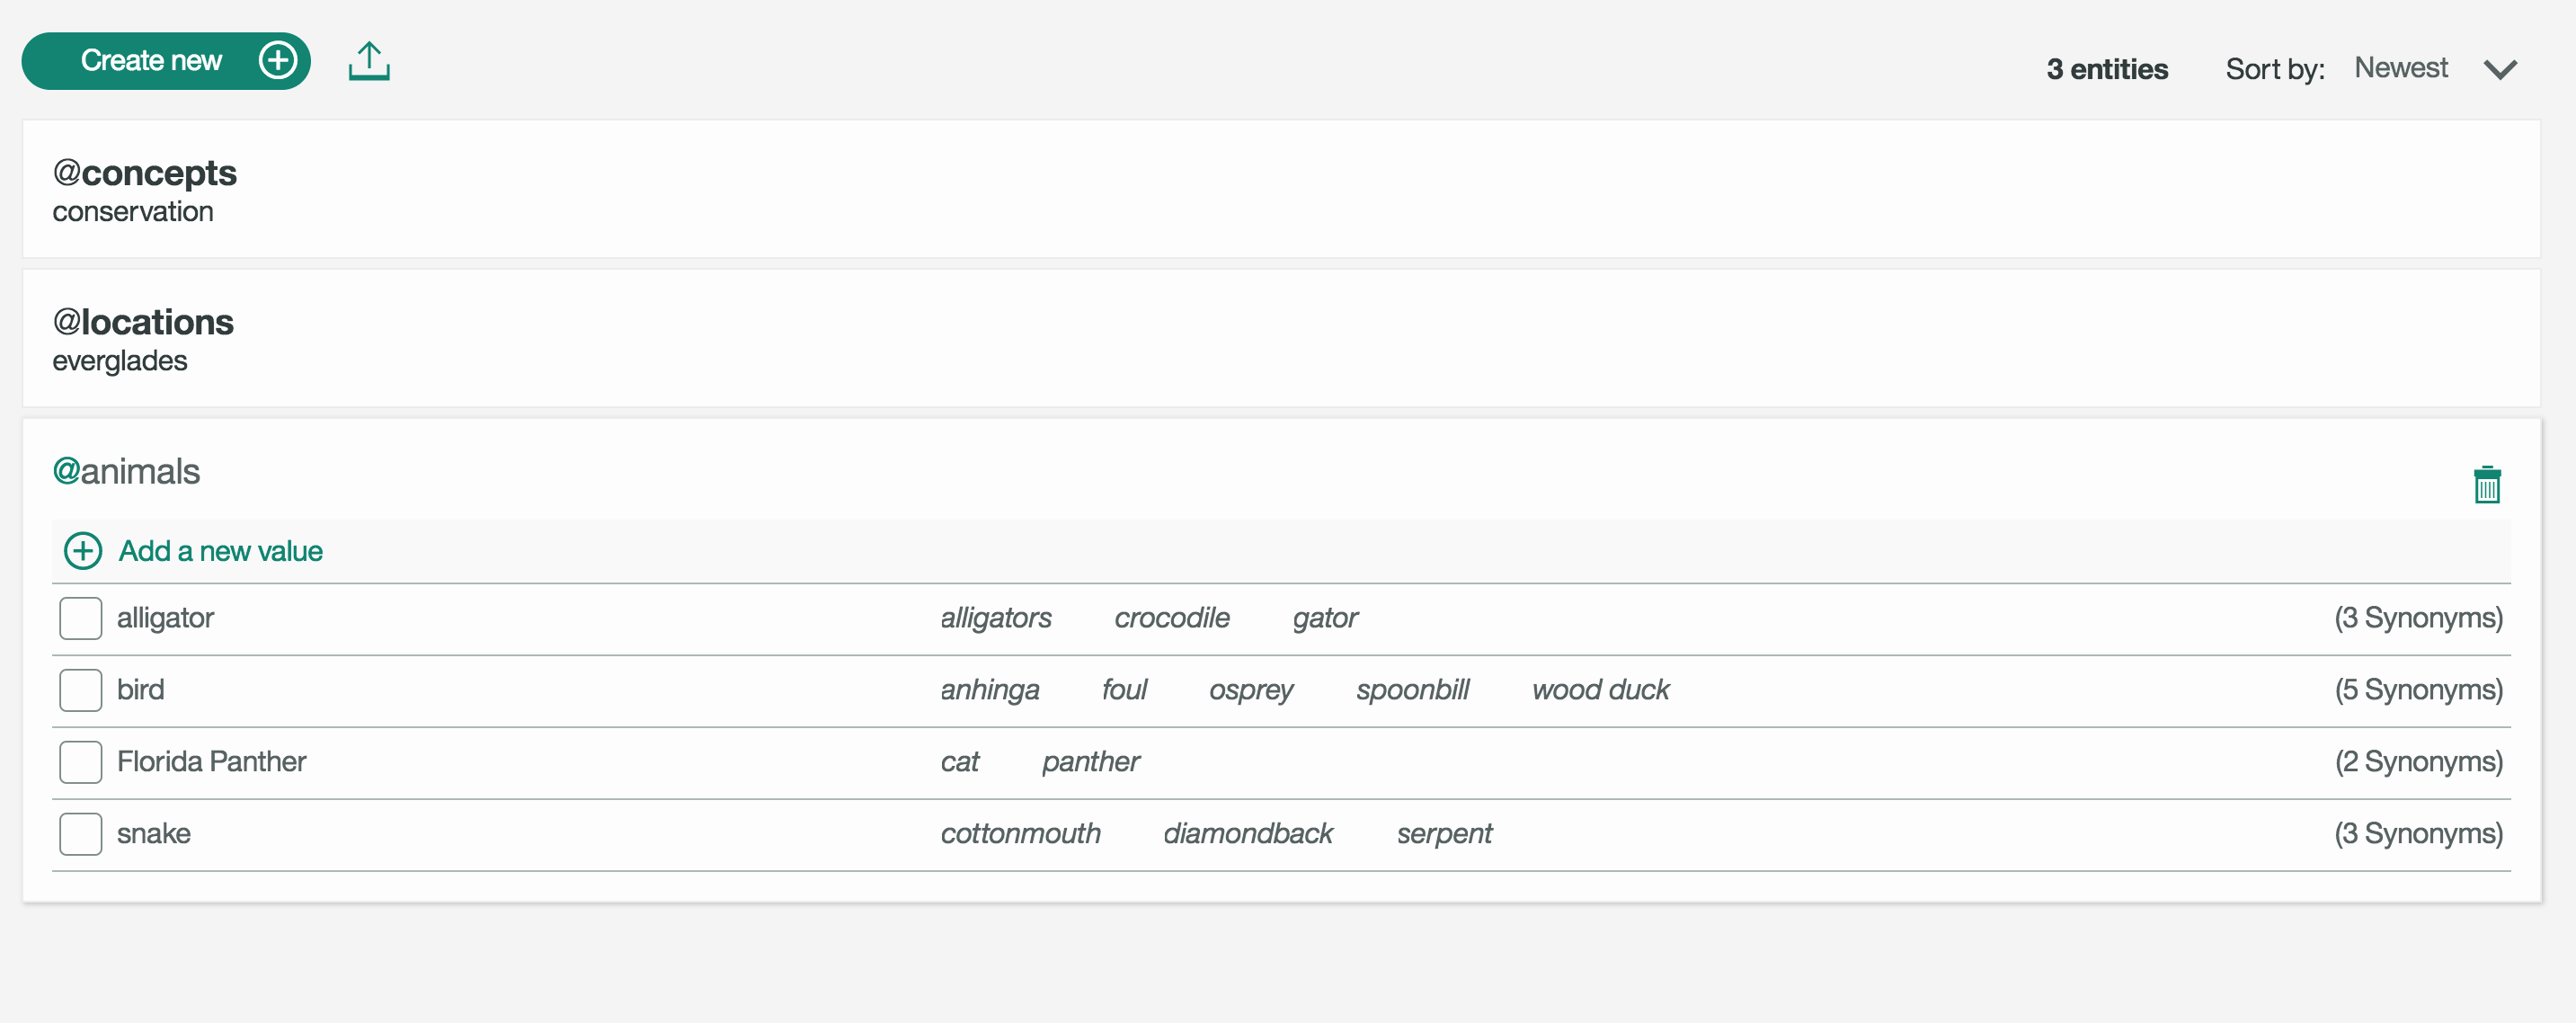 Create new
3 entities Sort by: Newest
@concepts
conservation
@locations
everglades
@animals
Add a new value
alligator alligators crocodile gator (3 Synonyms)
bird anhinga foul osprey spoonbill wood duck (5 Synonyms)
Florida Panther cat panther (2 Synonyms)
snake cottonmouth diamondback serpent (3 Synonyms)